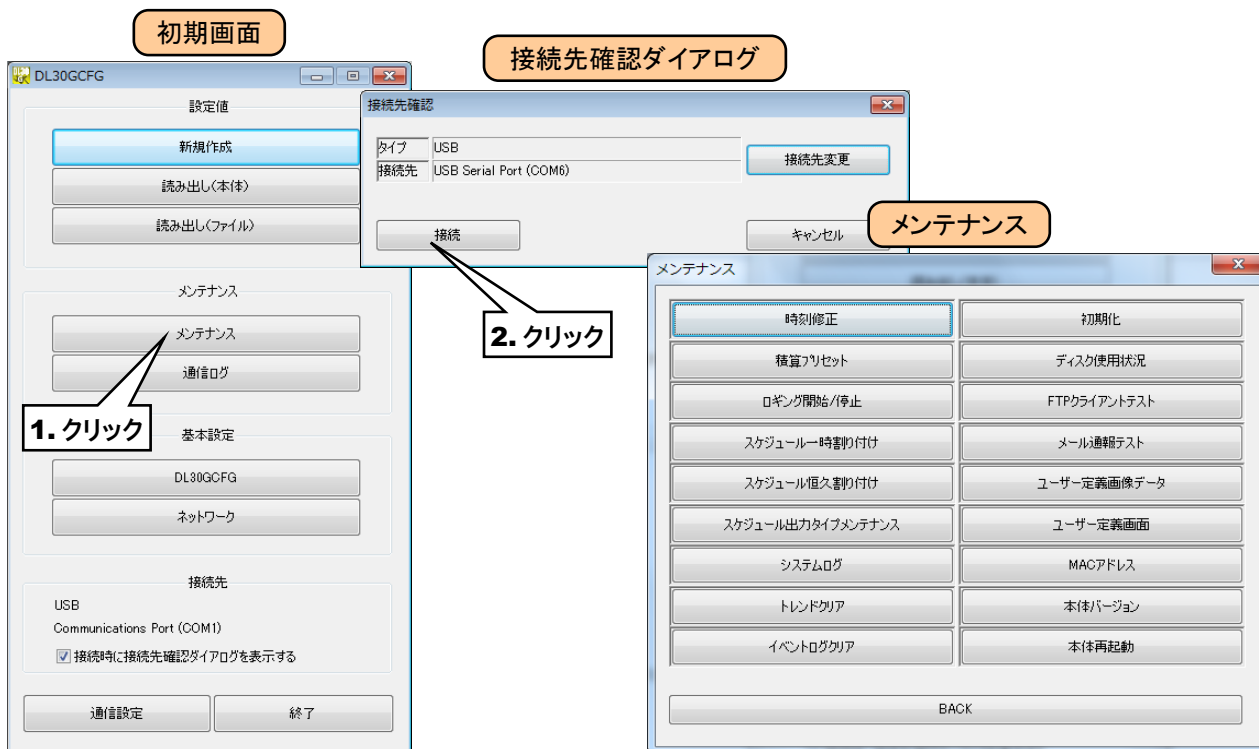 初期画面
DL30GCFG
設定値
新規作成
読み出し(本体)
読み出し(ファイル)
メンテナンス
メンテナンス
通信ログ
1. クリック
基本設定
DL30GCFG
ネットワーク
接続先
USB
Communications Port (COM1)
接続時に接続先確認ダイアログを表示する
通信設定
終了
接続先確認ダイアログ
接続先確認
タイプ USB
接続先 USB Serial Port (COM6)
接続先変更
接続
キャンセル
2. クリック
メンテナンス
メンテナンス
時刻修正 初期化
積算プリセット ディスク使用状況
ロギング開始/停止 FTPクライアントテスト
スケジュール一時割り付け メール通報テスト
スケジュール恒久割り付け ユーザー定義画像データ
スケジュール出力タイプメンテナンス ユーザー定義画面
システムログ MACアドレス
トレンドクリア 本体バージョン
イベントログクリア 本体再起動
BACK